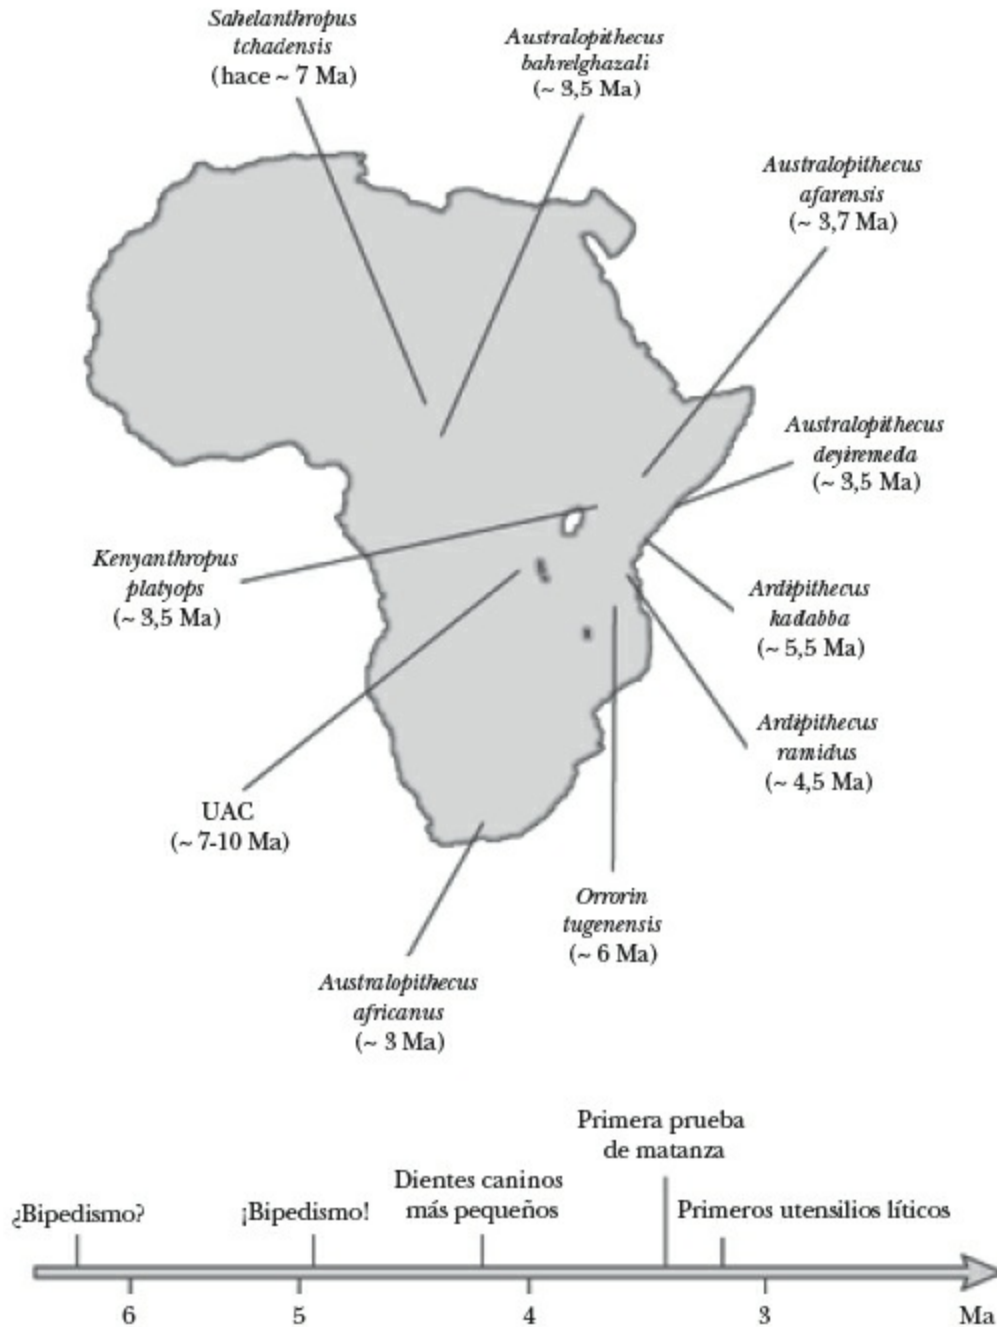 Sahelanthropus
tchadensis
(hace ~ 7 Ma)
Australopithecus
bahrelghazali
(~ 3,5 Ma)
Australopithecus
afarensis
(~ 3,7 Ma)
Australopithecus
deyiremeda
(~ 3,5 Ma)
Kenyanthropus
platyops
(~ 3,5 Ma)
Ardipithecus
kadabba
(~ 5,5 Ma)
Ardipithecus
ramidus
(~ 4,5 Ma)
UAC
(~ 7-10 Ma)
Orrorin
tugenensis
(~ 6 Ma)
Australopithecus
africanus
(~ 3 Ma)
Primera prueba
de matanza
Dientes caninos
más pequeños
¿Bipedismo?
¡Bipedismo!
Primeros utensilios líticos
6
5
4
3
Ma